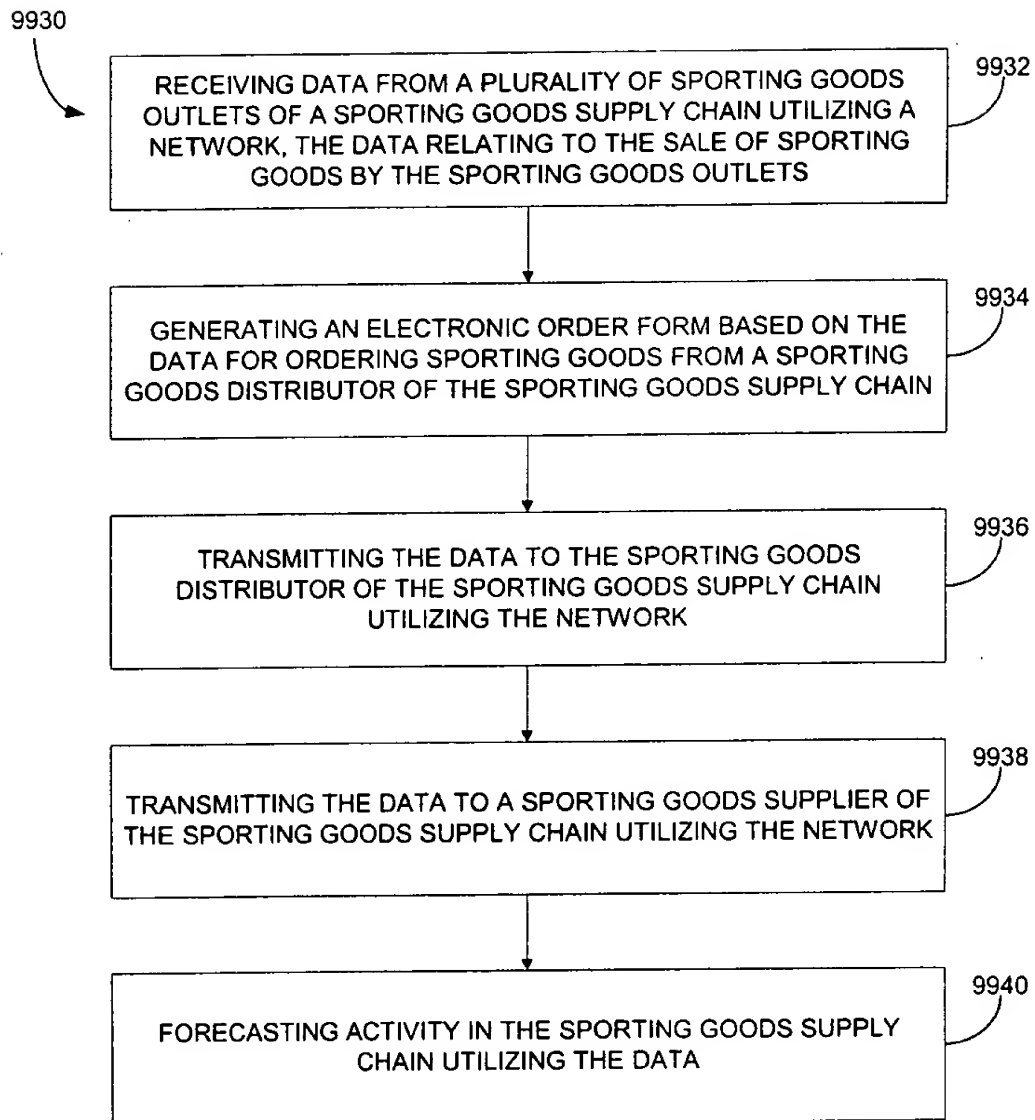 9930
RECEIVING DATA FROM A PLURALITY OF SPORTING GOODS
OUTLETS OF A SPORTING GOODS SUPPLY CHAIN UTILIZING A
NETWORK, THE DATA RELATING TO THE SALE OF SPORTING
GOODS BY THE SPORTING GOODS OUTLETS
9932
GENERATING AN ELECTRONIC ORDER FORM BASED ON THE
DATA FOR ORDERING SPORTING GOODS FROM A SPORTING
GOODS DISTRIBUTOR OF THE SPORTING GOODS SUPPLY CHAIN
9934
TRANSMITTING THE DATA TO THE SPORTING GOODS
DISTRIBUTOR OF THE SPORTING GOODS SUPPLY CHAIN
UTILIZING THE NETWORK
9936
TRANSMITTING THE DATA TO A SPORTING GOODS SUPPLIER OF
THE SPORTING GOODS SUPPLY CHAIN UTILIZING THE NETWORK
9938
FORECASTING ACTIVITY IN THE SPORTING GOODS SUPPLY
CHAIN UTILIZING THE DATA
9940